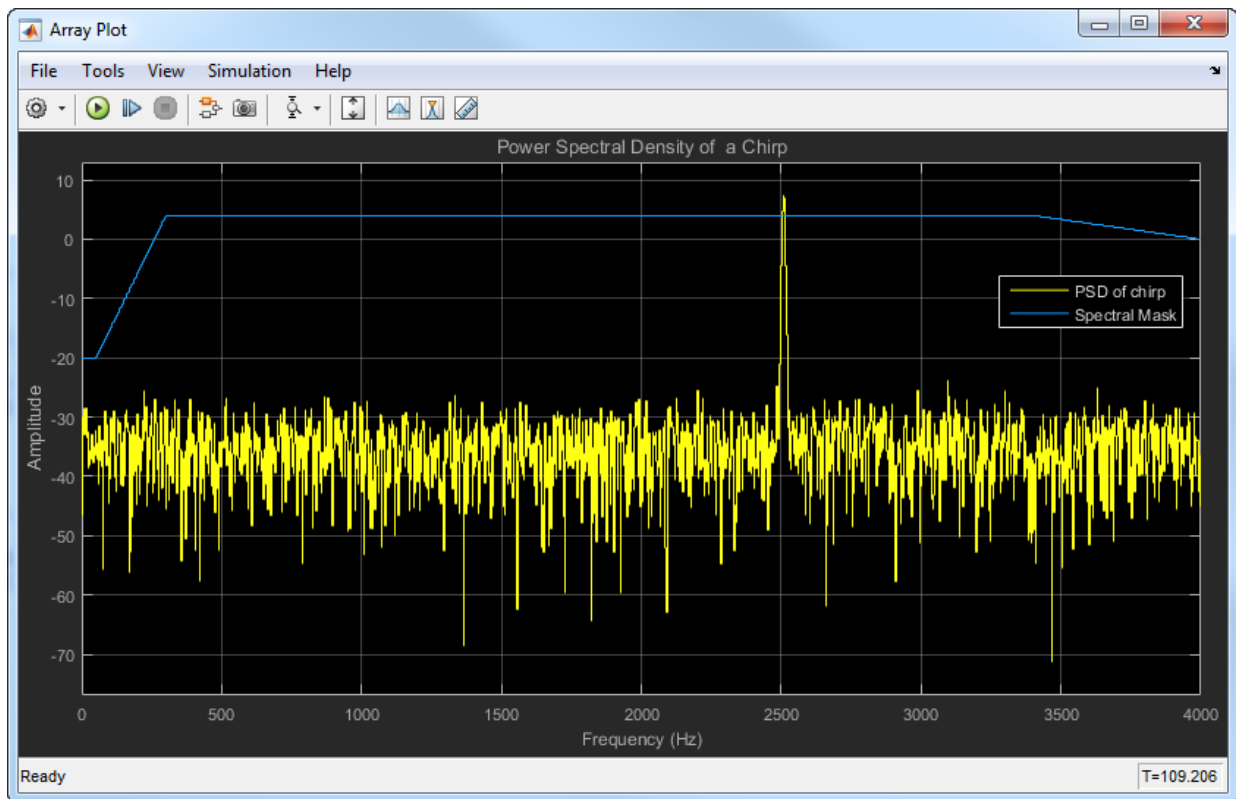 Array Plot
File Tools View Simulation Help
Power Spectral Density of a Chirp
10
0
-10
-20
-30
-40
-50
-60
-70
Amplitude
PSD of chirp
Spectral Mask
0 500 1000 1500 2000 2500 3000 3500 4000
Frequency (Hz)
Ready T=109.206